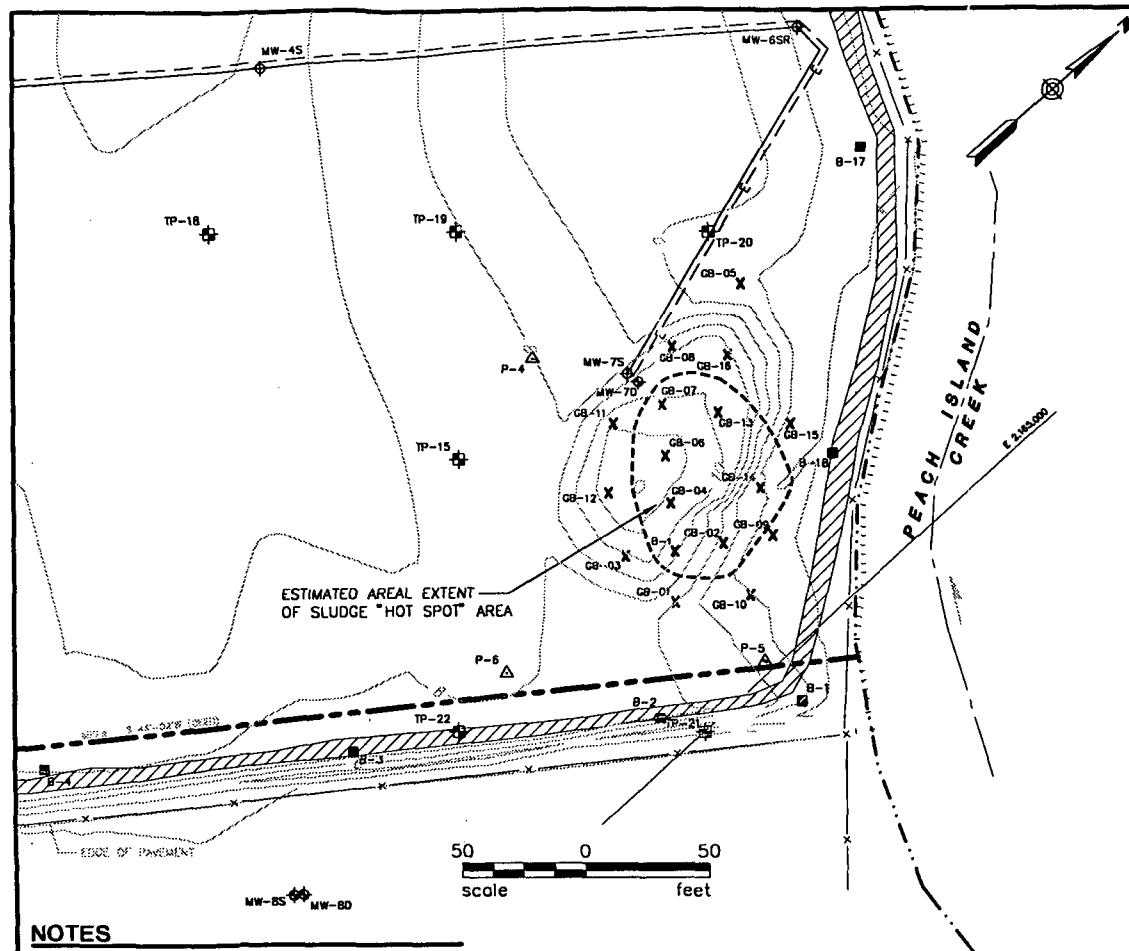 MW-4S
MW-6SR
E
B-17
TP-18
TP-19
TP-20
E
GB-05
P-4
MW-7S
GB-08
GB-16
MW-7D
GB-07
GB-11
GB-13
GB-15
TP-15
GB-06
B-18
GB-12
GB-04
GB-14
GB-02
GB-09
B-1
GB-03
ESTIMATED AREAL EXTENT
OF SLUDGE "HOT SPOT" AREA
GB-01
GB-10
PEACH ISLAND
CREEK
E 2,163,000
P-6
P-5
B-2
B-1
TP-22
TP-21
B-3
B-4
EDGE OF PAVEMENT
50 0 50
scale feet
MW-8S
MW-8D
NOTES